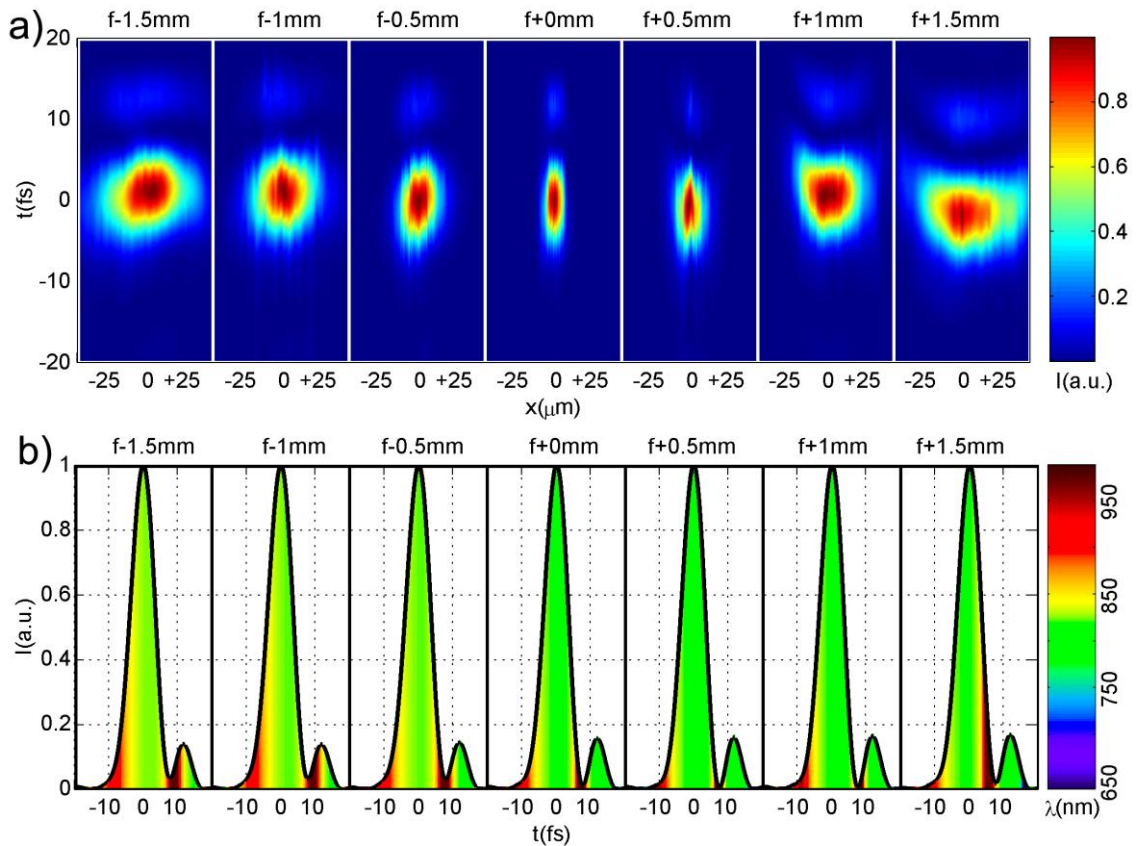 a)
f-1.5mm f-1mm f-0.5mm f+0mm f+0.5mm f+1mm f+1.5mm
20
10
0
-10
-20
t(fs)
-25 0 +25 -25 0 +25 -25 0 +25 -25 0 +25 -25 0 +25 -25 0 +25 -25 0 +25
x(μm)
0.8
0.6
0.4
0.2
I(a.u.)
b)
f-1.5mm f-1mm f-0.5mm f+0mm f+0.5mm f+1mm f+1.5mm
1
0.8
0.6
0.4
0.2
0
I(a.u.)
-10 0 10 -10 0 10 -10 0 10 -10 0 10 -10 0 10 -10 0 10 -10 0 10
t(fs)
950
850
750
650
λ(nm)